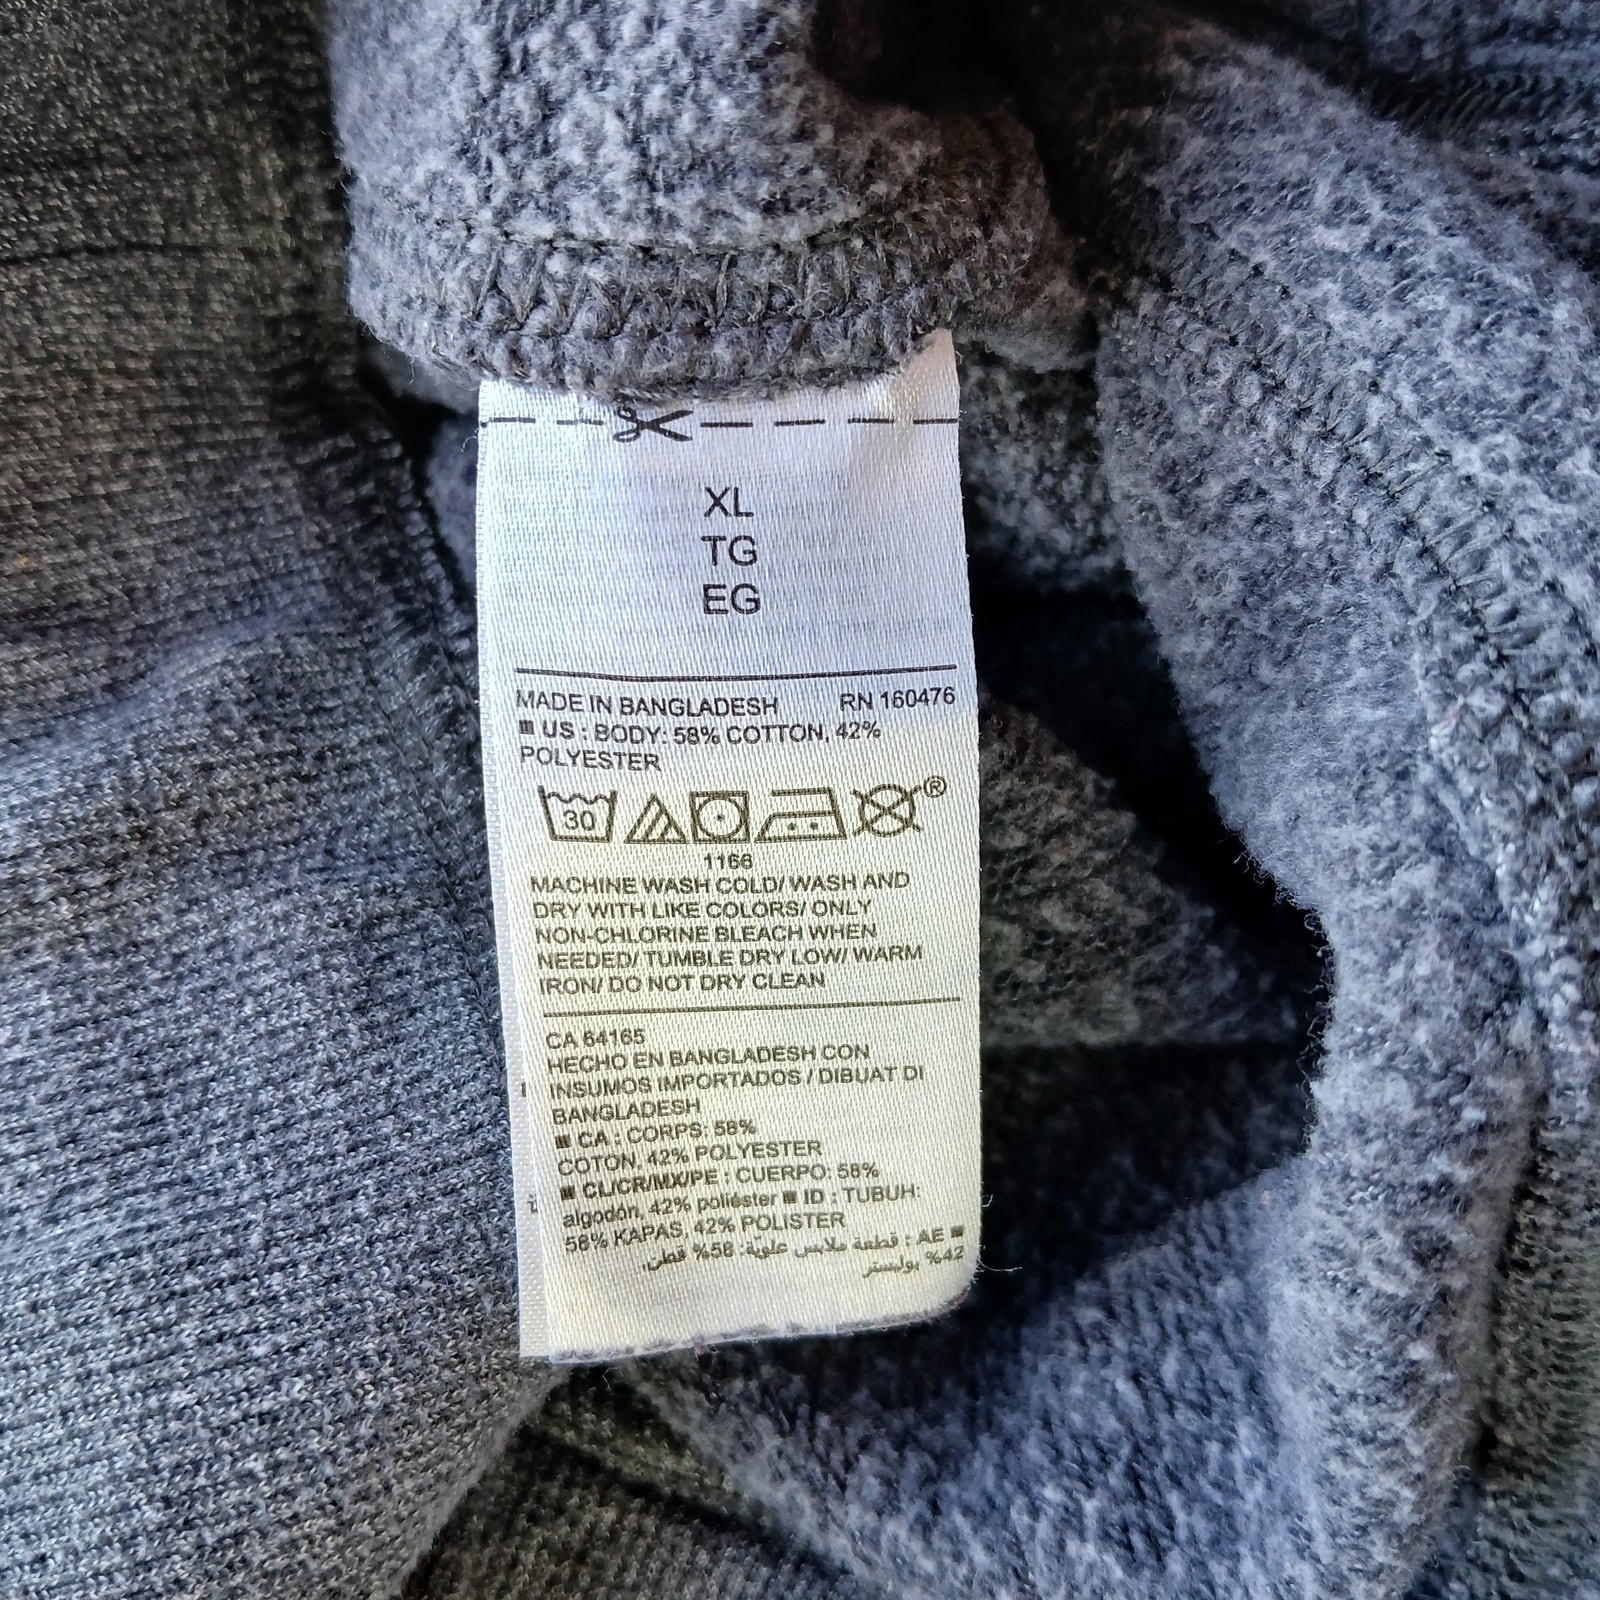 XL
TG
EG
MADE IN BANGLADESH RN 160476
■ US : BODY: 58% COTTON, 42%
POLYESTER
30 ®
1166
MACHINE WASH COLD/ WASH AND
DRY WITH LIKE COLORS/ ONLY
NON-CHLORINE BLEACH WHEN
NEEDED/ TUMBLE DRY LOW/ WARM
IRON/ DO NOT DRY CLEAN
CA 64165
HECHO EN BANGLADESH CON
INSUMOS IMPORTADOS / DIBUAT DI
BANGLADESH
■ CA : CORPS: 58%
COTON, 42% POLYESTER
■ CL/CR/MX/PE : CUERPO: 58%
algodón, 42% poliéster ■ ID : TUBUH:
58% KAPAS, 42% POLISTER
■ AE : قطعة ملابس علويّة: 58% قطن,
42% بوليستر